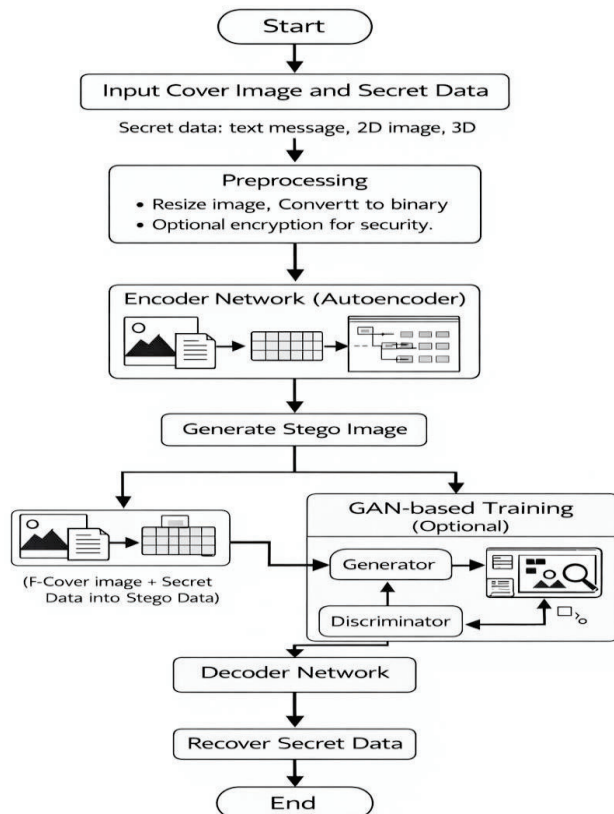 Start
Input Cover Image and Secret Data
Secret data: text message, 2D image, 3D
Preprocessing
• Resize image, Convertt to binary
• Optional encryption for security.
Encoder Network (Autoencoder)
Generate Stego Image
(F-Cover image + Secret
Data into Stego Data)
GAN-based Training
(Optional)
Generator
Discriminator
Decoder Network
Recover Secret Data
End